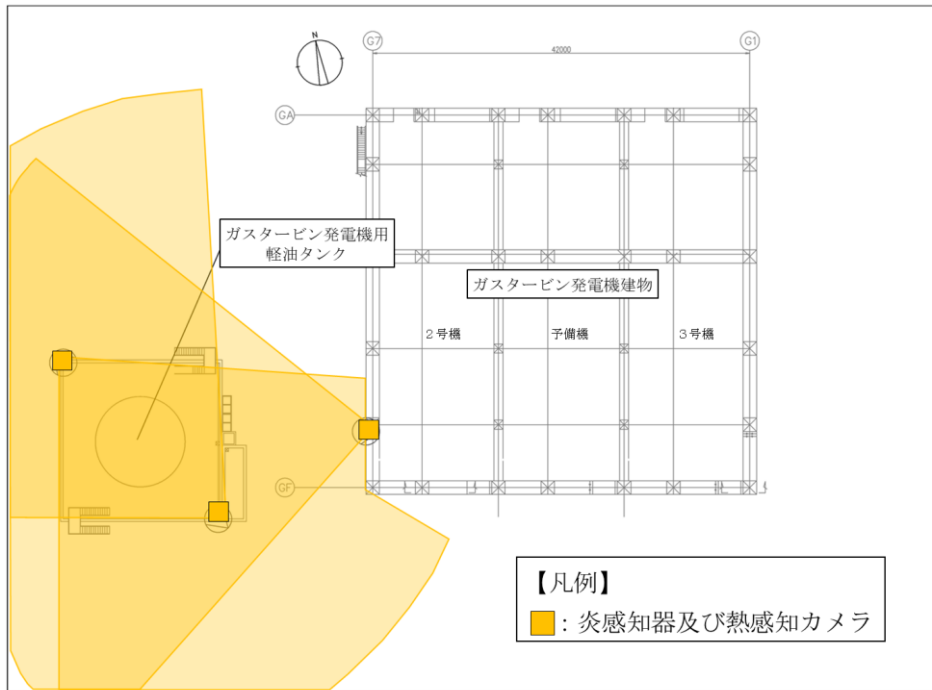 N
G7
G1
42000
GA
ガスタービン発電機用
軽油タンク
ガスタービン発電機建物
2号機
予備機
3号機
GF
【凡例】
：炎感知器及び熱感知カメラ